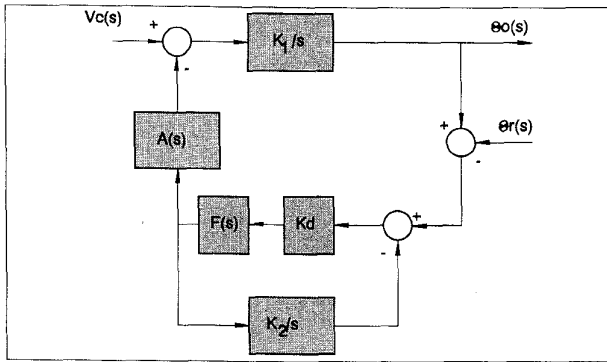 Vc(s)
+
-
K1/s
Θo(s)
A(s)
+
Θr(s)
-
F(s)
Kd
+
-
K2/s